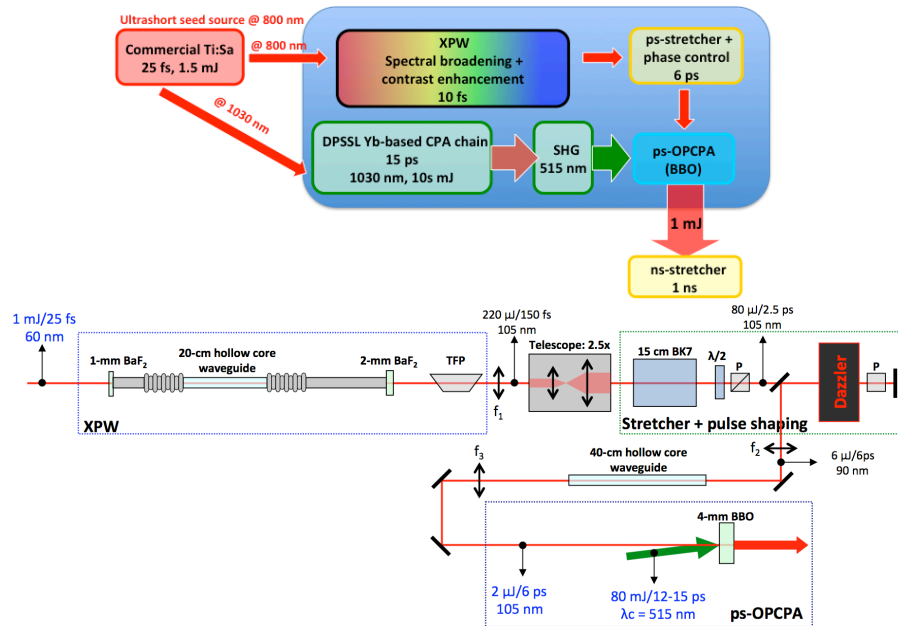 Ultrashort seed source @ 800 nm
Commercial Ti:Sa
25 fs, 1.5 mJ
@ 800 nm
@ 1030 nm
XPW
Spectral broadening +
contrast enhancement
10 fs
ps-stretcher +
phase control
6 ps
DPSSL Yb-based CPA chain
15 ps
1030 nm, 10s mJ
SHG
515 nm
ps-OPCPA
(BBO)
1 mJ
ns-stretcher
1 ns
1 mJ/25 fs
60 nm
1-mm BaF2
20-cm hollow core
waveguide
2-mm BaF2
TFP
XPW
220 µJ/150 fs
105 nm
f1
Telescope: 2.5x
15 cm BK7
λ/2
P
80 µJ/2.5 ps
105 nm
Dazzler
P
Stretcher + pulse shaping
f2
6 µJ/6ps
90 nm
40-cm hollow core
waveguide
f3
4-mm BBO
2 µJ/6 ps
105 nm
80 mJ/12-15 ps
λc = 515 nm
ps-OPCPA